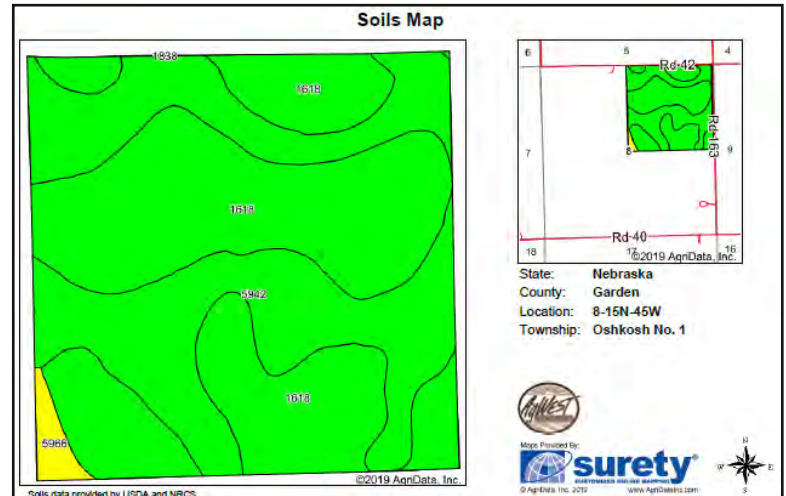 Soils Map
1838
1618
1618
5942
1618
5966
©2019 AgriData, Inc.
Soils data provided by USDA and NRCS.
6
5
4
Rd-42
Rd-163
7
8
9
Rd-40
18
17
16
©2019 AgriData, Inc.
State: Nebraska
County: Garden
Location: 8-15N-45W
Township: Oshkosh No. 1
AgWEST
Maps Provided By:
surety®
CUSTOMIZED ONLINE MAPPING
© AgriData, Inc. 2019
www.AgriDataInc.com
N
W
E
S